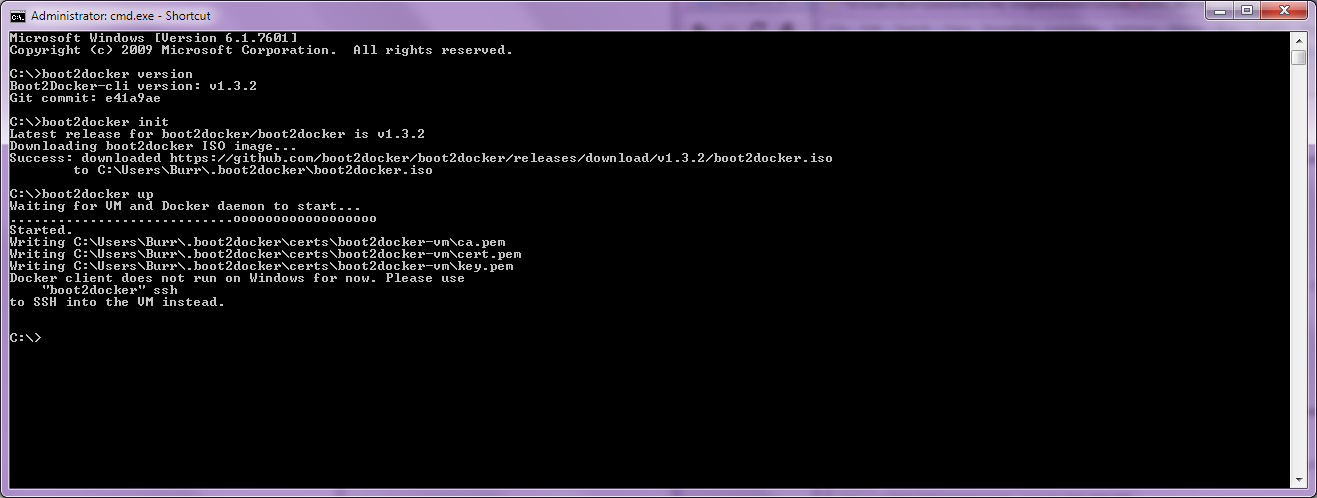 Administrator: cmd.exe - Shortcut
Microsoft Windows [Version 6.1.7601]
Copyright (c) 2009 Microsoft Corporation.  All rights reserved.
C:\>boot2docker version
Boot2Docker-cli version: v1.3.2
Git commit: e41a9ae
C:\>boot2docker init
Latest release for boot2docker/boot2docker is v1.3.2
Downloading boot2docker ISO image...
Success: downloaded https://github.com/boot2docker/boot2docker/releases/download/v1.3.2/boot2docker.iso
        to C:\Users\Burr\.boot2docker\boot2docker.iso
C:\>boot2docker up
Waiting for VM and Docker daemon to start...
............................oooooooooooooooooo
Started.
Writing C:\Users\Burr\.boot2docker\certs\boot2docker-vm\ca.pem
Writing C:\Users\Burr\.boot2docker\certs\boot2docker-vm\cert.pem
Writing C:\Users\Burr\.boot2docker\certs\boot2docker-vm\key.pem
Docker client does not run on Windows for now. Please use
    "boot2docker" ssh
to SSH into the VM instead.
C:\>